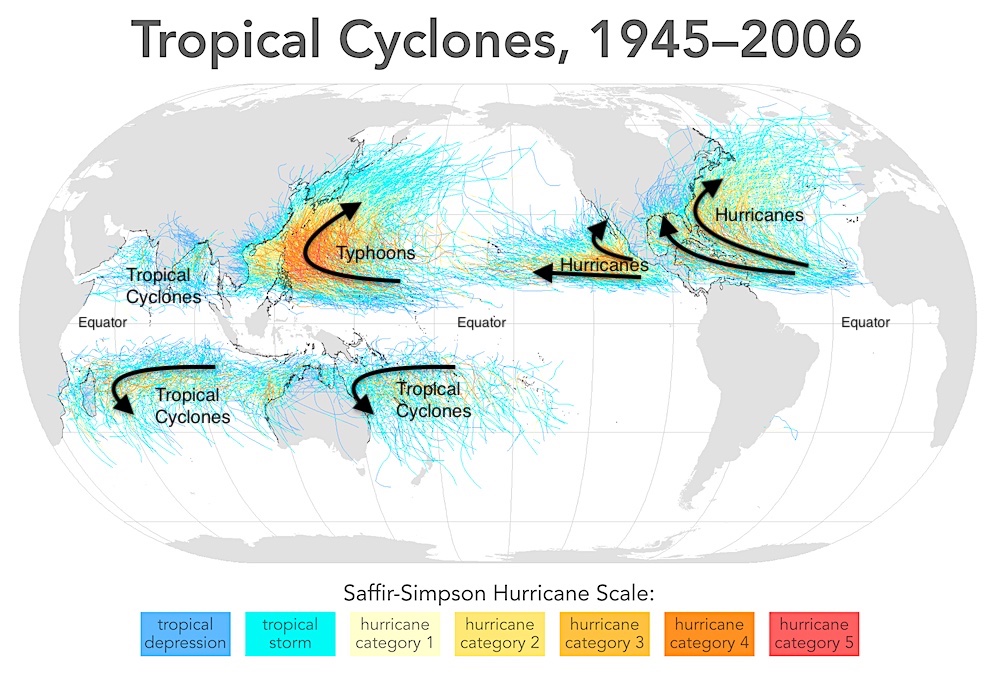 Tropical Cyclones, 1945–2006
Hurricanes
Typhoons
Hurricanes
Tropical
Cyclones
Equator
Equator
Equator
Tropical
Cyclones
Tropical
Cyclones
Saffir-Simpson Hurricane Scale:
tropical
depression
tropical
storm
hurricane
category 1
hurricane
category 2
hurricane
category 3
hurricane
category 4
hurricane
category 5